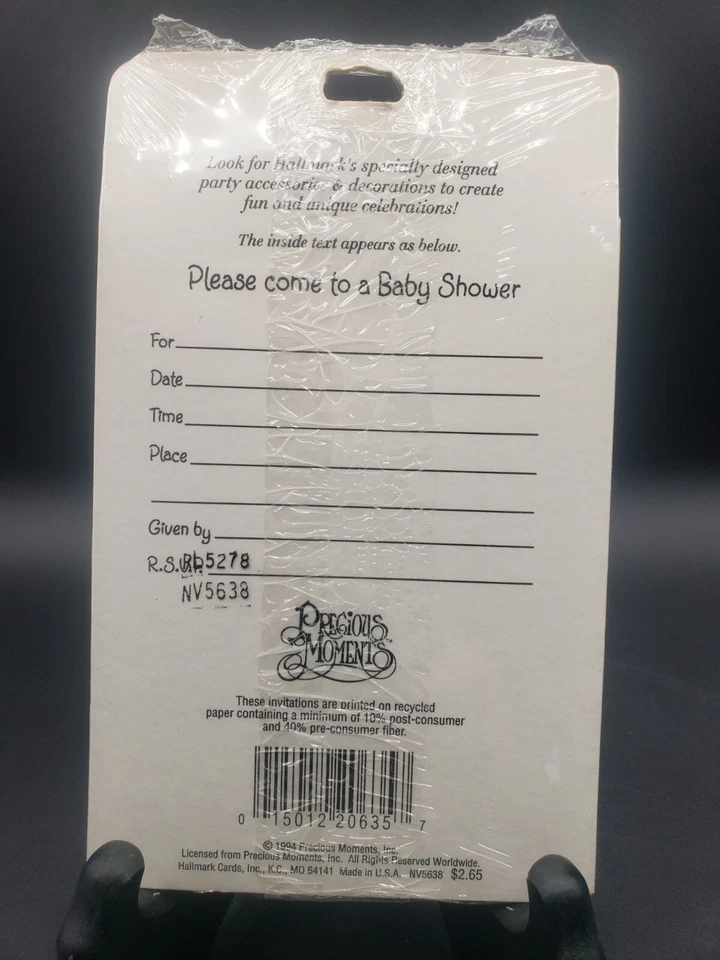 Look for Hallmark's specially designed
party accessories & decorations to create
fun and unique celebrations!
The inside text appears as below.
Please come to a Baby Shower
For
Date
Time
Place
Given by
R.S.V.P.
5278
NV5638
PRECIOUS
MOMENTS™
These invitations are printed on recycled
paper containing a minimum of 10% post-consumer
and 40% pre-consumer fiber.
0 15012 20635 7
© 1994 Precious Moments, Inc.
Licensed from Precious Moments, Inc. All Rights Reserved Worldwide.
Hallmark Cards, Inc., K.C., MO 64141 Made in U.S.A. NV5638 $2.65